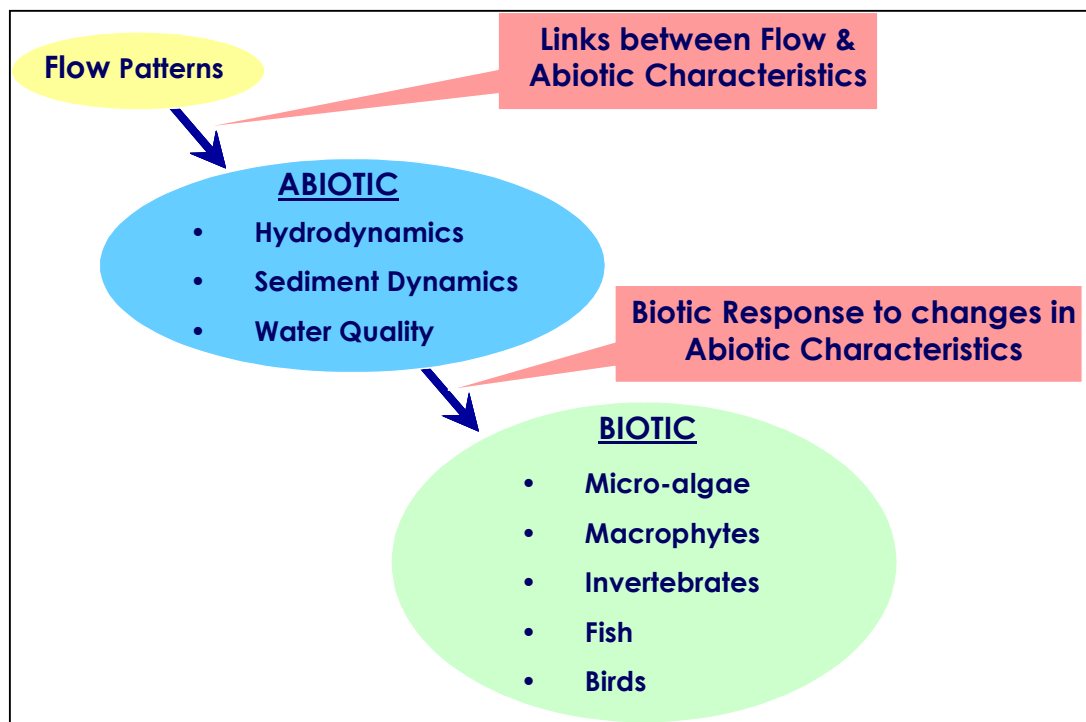 Flow Patterns
Links between Flow &
Abiotic Characteristics
ABIOTIC
• Hydrodynamics
• Sediment Dynamics
• Water Quality
Biotic Response to changes in
Abiotic Characteristics
BIOTIC
• Micro-algae
• Macrophytes
• Invertebrates
• Fish
• Birds